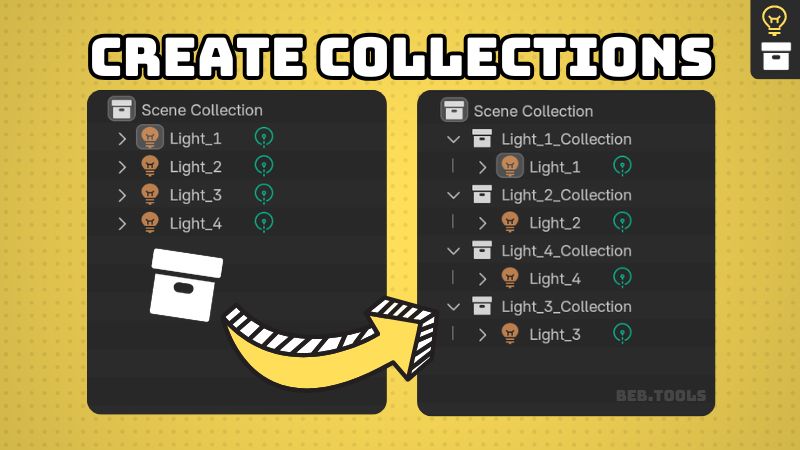 CREATE COLLECTIONS
Scene Collection
Light_1
Light_2
Light_3
Light_4
Scene Collection
Light_1_Collection
Light_1
Light_2_Collection
Light_2
Light_4_Collection
Light_4
Light_3_Collection
Light_3
BEB.TOOLS